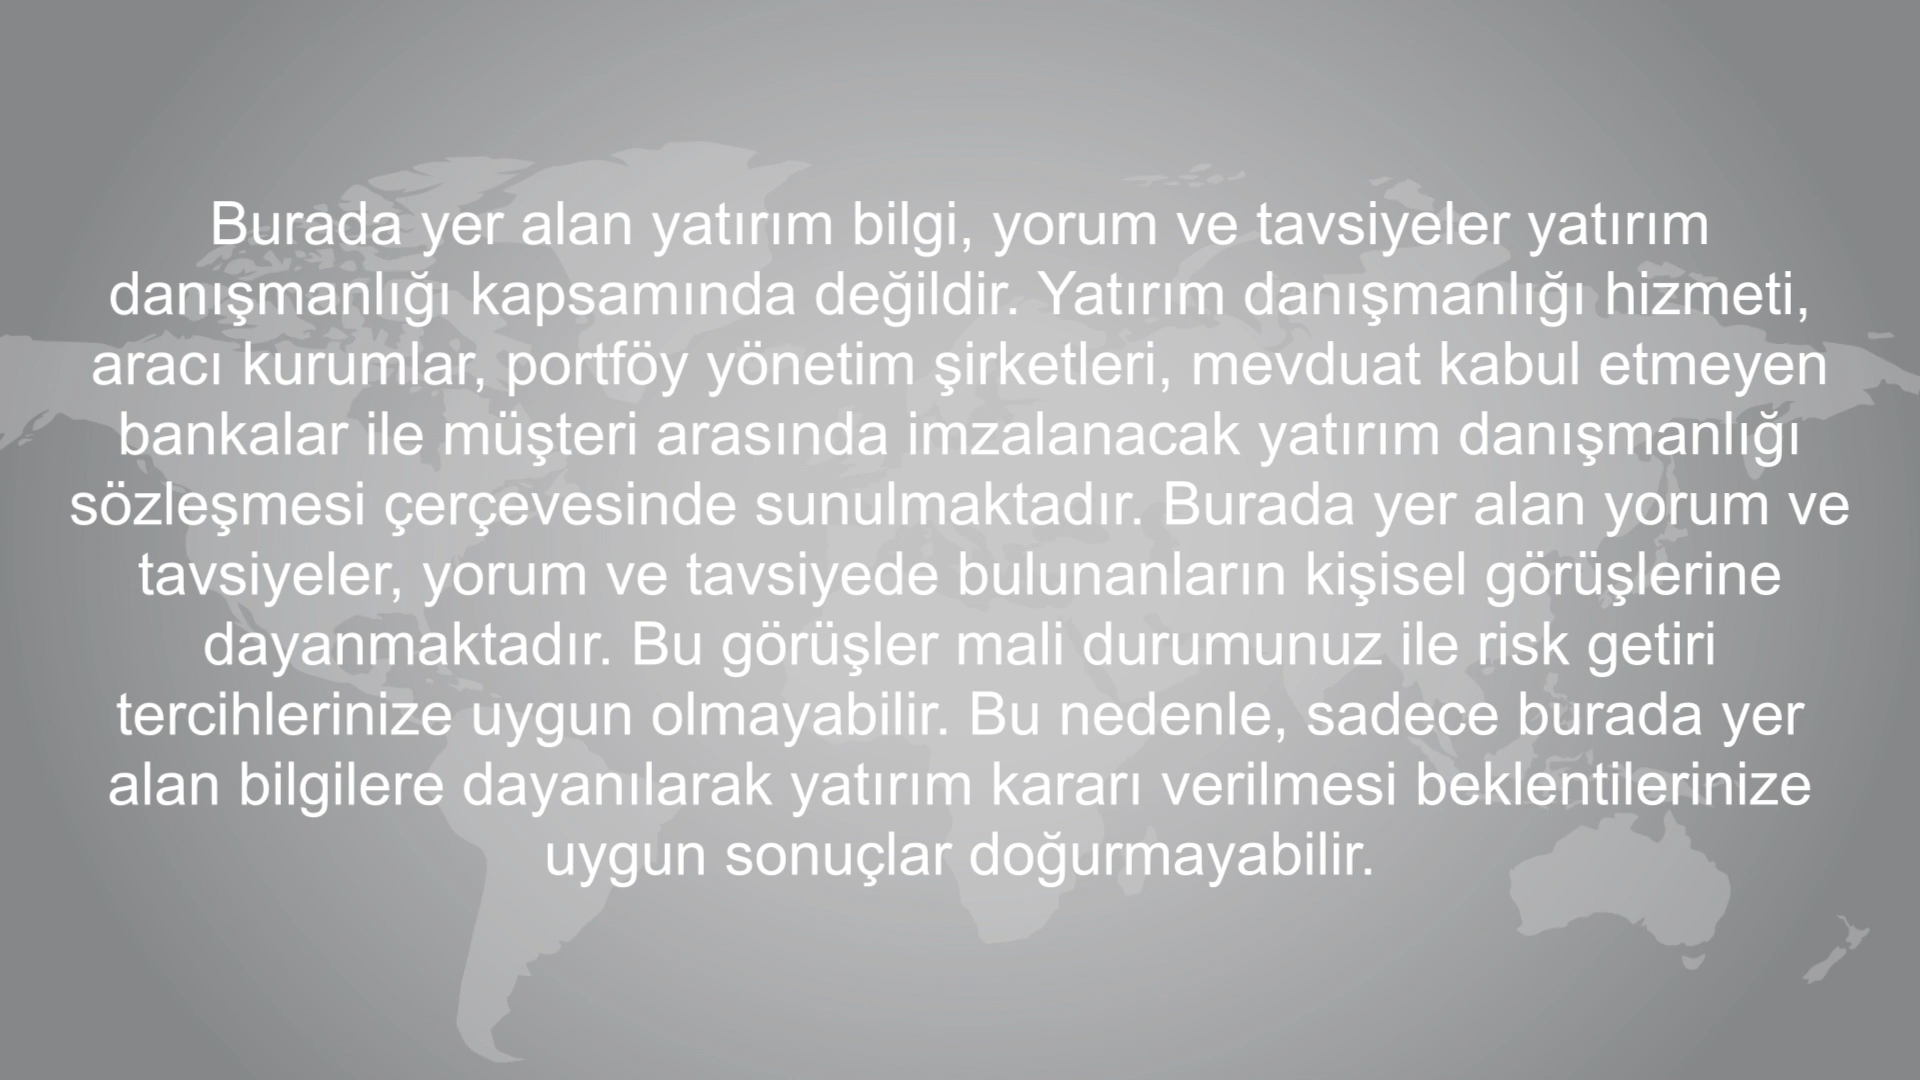 Burada yer alan yatırım bilgi, yorum ve tavsiyeler yatırım
danışmanlığı kapsamında değildir. Yatırım danışmanlığı hizmeti,
aracı kurumlar, portföy yönetim şirketleri, mevduat kabul etmeyen
bankalar ile müşteri arasında imzalanacak yatırım danışmanlığı
sözleşmesi çerçevesinde sunulmaktadır. Burada yer alan yorum ve
tavsiyeler, yorum ve tavsiyede bulunanların kişisel görüşlerine
dayanmaktadır. Bu görüşler mali durumunuz ile risk getiri
tercihlerinize uygun olmayabilir. Bu nedenle, sadece burada yer
alan bilgilere dayanılarak yatırım kararı verilmesi beklentilerinize
uygun sonuçlar doğurmayabilir.